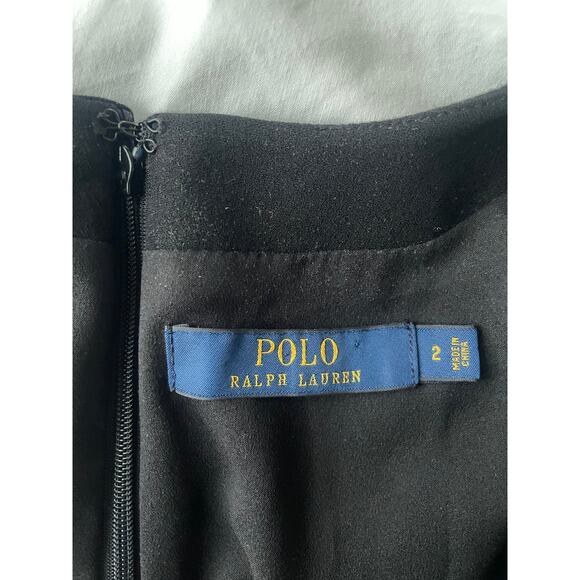 POLO
RALPH LAUREN
2
MADE IN
CHINA